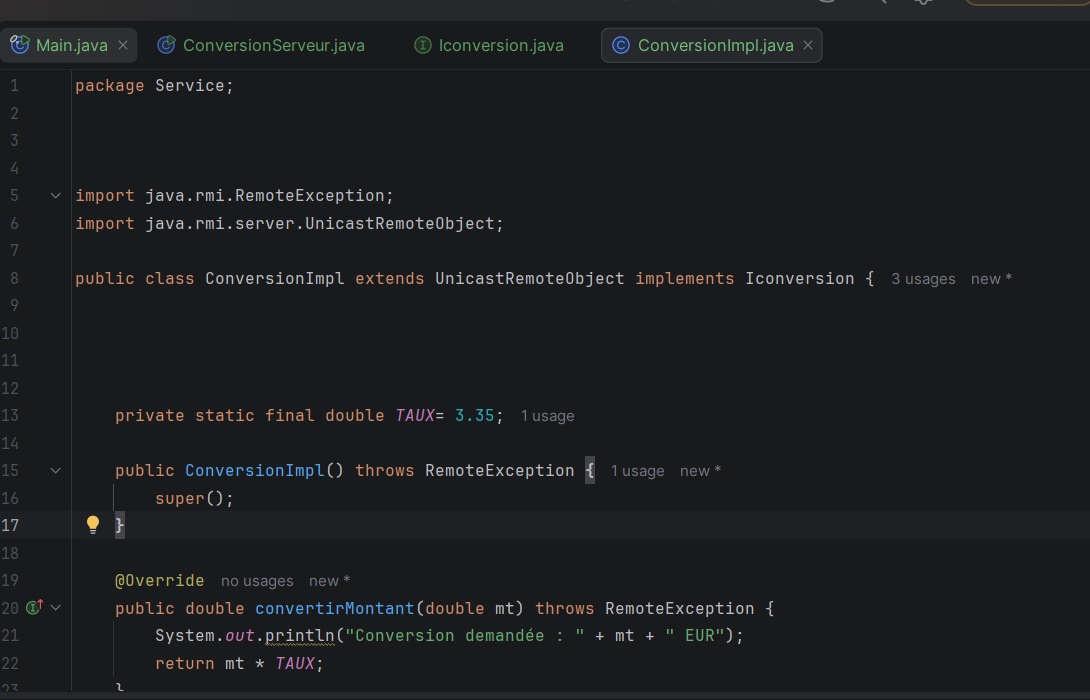 Main.java ConversionServeur.java Iconversion.java ConversionImpl.java
1 package Service;
2
3
4
5 import java.rmi.RemoteException;
6 import java.rmi.server.UnicastRemoteObject;
7
8 public class ConversionImpl extends UnicastRemoteObject implements Iconversion { 3 usages new *
9
10
11
12
13 private static final double TAUX= 3.35; 1 usage
14
15 public ConversionImpl() throws RemoteException { 1 usage new *
16 super();
17 }
18
19 @Override no usages new *
20 public double convertirMontant(double mt) throws RemoteException {
21 System.out.println("Conversion demandée : " + mt + " EUR");
22 return mt * TAUX;
23 }